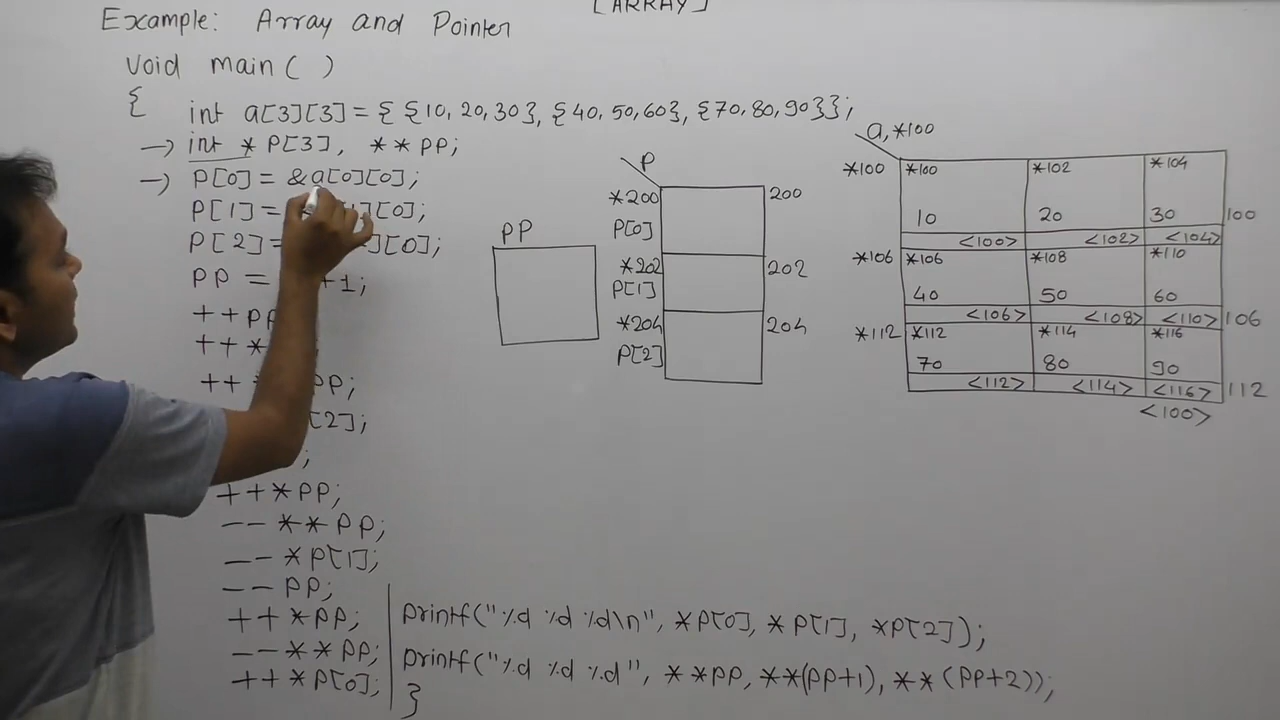 [ARRAY]
Example: Array and Pointer
void main( )
{
int a[3][3] = { {10, 20, 30}, {40, 50, 60}, {70, 80, 90}};
→ int * P[3], **PP;
→ P[0] = &a[0][0];
P[1] = [1][0];
P[2] = ][0];
PP = +1;
++PP
++*
++ * PP;
[2];
;
++*PP;
--**PP;
--*P[1];
--PP;
++*PP;
--**PP;
++*P[0];
printf("%d %d %d\n", *P[0], *P[1], *P[2]);
printf("%d %d %d", **PP, **(PP+1), **(PP+2));
}
PP
P
*200 200
P[0]
*202 202
P[1]
*204 204
P[2]
a, *100
*100 *100 *102 *104
10 20 30 100
<100> <102> <104>
*106 *106 *108 *110
40 50 60
<106> <108> <110> 106
*112 *112 *114 *116
70 80 90
<112> <114> <116> 112
<100>